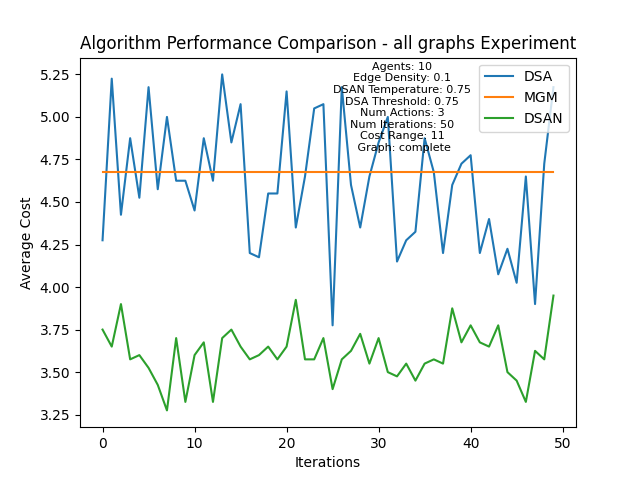 Algorithm Performance Comparison - all graphs Experiment
Agents: 10
Edge Density: 0.1
DSAN Temperature: 0.75
DSA Threshold: 0.75
Num Actions: 3
Num Iterations: 50
Cost Range: 11
Graph: complete
DSA
MGM
DSAN
Average Cost
5.25
5.00
4.75
4.50
4.25
4.00
3.75
3.50
3.25
0
10
20
30
40
50
Iterations